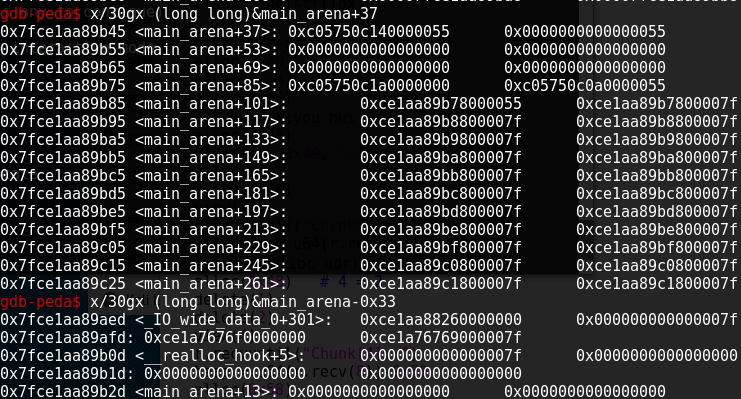 gdb-peda$ x/30gx (long long)&main_arena+37
0x7fce1aa89b45 <main_arena+37>: 0xc05750c140000055 0x0000000000000055
0x7fce1aa89b55 <main_arena+53>: 0x0000000000000000 0x0000000000000000
0x7fce1aa89b65 <main_arena+69>: 0x0000000000000000 0x0000000000000000
0x7fce1aa89b75 <main_arena+85>: 0xc05750c1a0000000 0xc05750c0a0000055
0x7fce1aa89b85 <main_arena+101>: 0xce1aa89b78000055 0xce1aa89b7800007f
0x7fce1aa89b95 <main_arena+117>: 0xce1aa89b8800007f 0xce1aa89b8800007f
0x7fce1aa89ba5 <main_arena+133>: 0xce1aa89b9800007f 0xce1aa89b9800007f
0x7fce1aa89bb5 <main_arena+149>: 0xce1aa89ba800007f 0xce1aa89ba800007f
0x7fce1aa89bc5 <main_arena+165>: 0xce1aa89bb800007f 0xce1aa89bb800007f
0x7fce1aa89bd5 <main_arena+181>: 0xce1aa89bc800007f 0xce1aa89bc800007f
0x7fce1aa89be5 <main_arena+197>: 0xce1aa89bd800007f 0xce1aa89bd800007f
0x7fce1aa89bf5 <main_arena+213>: 0xce1aa89be800007f 0xce1aa89be800007f
0x7fce1aa89c05 <main_arena+229>: 0xce1aa89bf800007f 0xce1aa89bf800007f
0x7fce1aa89c15 <main_arena+245>: 0xce1aa89c0800007f 0xce1aa89c0800007f
0x7fce1aa89c25 <main_arena+261>: 0xce1aa89c1800007f 0xce1aa89c1800007f
gdb-peda$ x/30gx (long long)&main_arena-0x33
0x7fce1aa89aed <_IO_wide_data_0+301>: 0xce1aa88260000000 0x000000000000007f
0x7fce1aa89afd: 0xce1a7676f000000 0xce1a76769000007f
0x7fce1aa89b0d <__realloc_hook+5>: 0x000000000000007f 0x0000000000000000
0x7fce1aa89b1d: 0x0000000000000000 0x0000000000000000
0x7fce1aa89b2d <main_arena+13>: 0x0000000000000000 0x0000000000000000